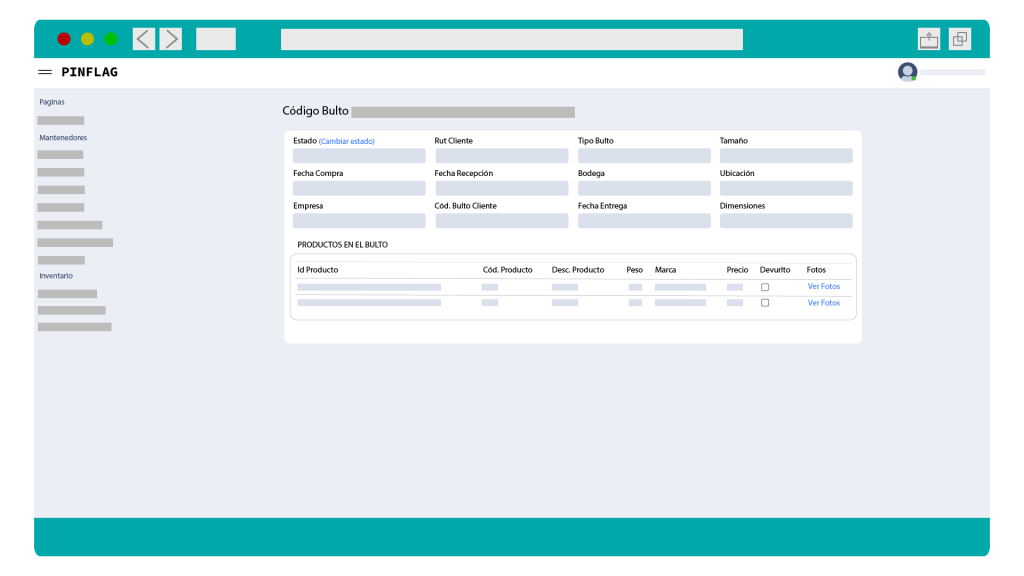 PINFLAG
Paginas
Mantenedores
Inventario
Código Bulto
Estado (Cambiar estado) Rut Cliente Tipo Bulto Tamaño
Fecha Compra Fecha Recepción Bodega Ubicación
Empresa Cód. Bulto Cliente Fecha Entrega Dimensiones
PRODUCTOS EN EL BULTO
Id Producto Cód. Producto Desc. Producto Peso Marca Precio Devurlto Fotos
Ver Fotos
Ver Fotos